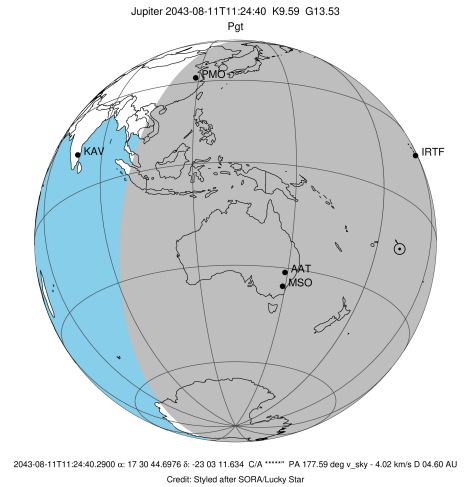 Jupiter 2043-08-11T11:24:40 K9.59 G13.53
Pgt
PMO
KAV
IRTF
AAT
MSO
2043-08-11T11:24:40.2900 α: 17 30 44.6976 δ: -23 03 11.634 C/A *****" PA 177.59 deg v_sky - 4.02 km/s D 04.60 AU
Credit: Styled after SORA/Lucky Star